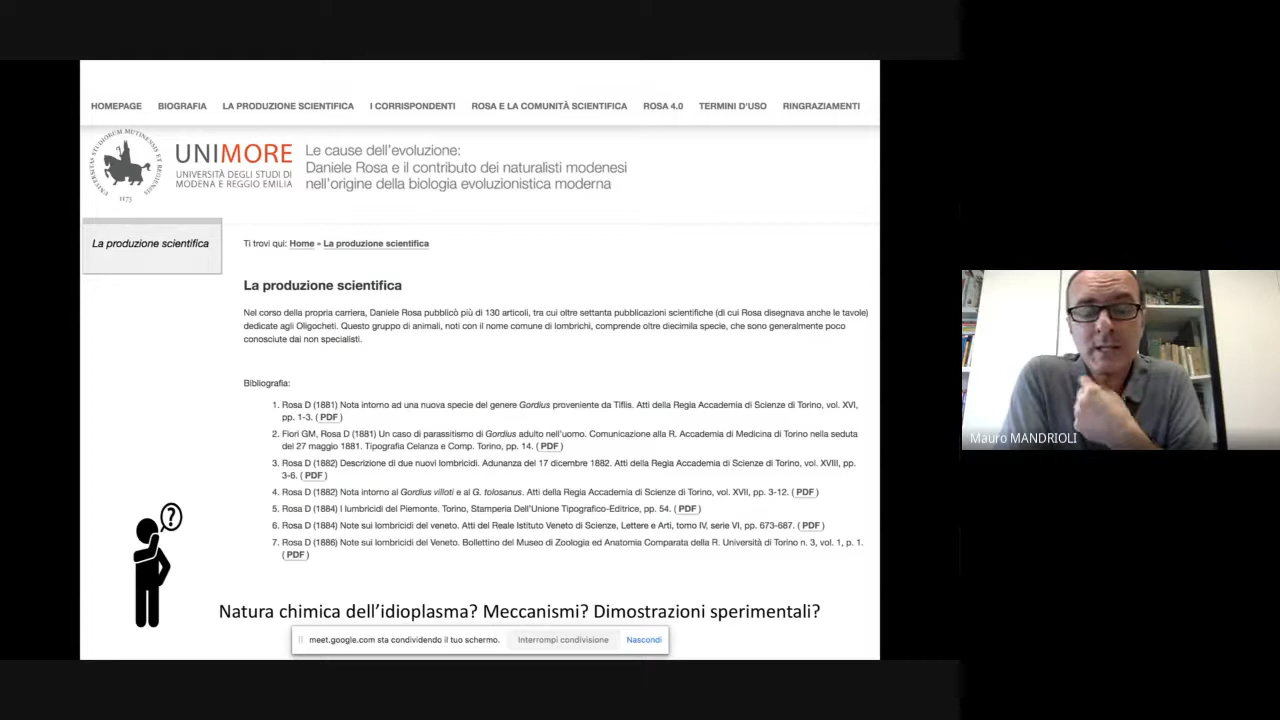 HOMEPAGE BIOGRAFIA LA PRODUZIONE SCIENTIFICA I CORRISPONDENTI ROSA E LA COMUNITÀ SCIENTIFICA ROSA 4.0 TERMINI D'USO RINGRAZIAMENTI
UNIVERSITAS STUDIORUM MUTINENSIS ET REGIENSIS
1175
UNIMORE
UNIVERSITÀ DEGLI STUDI DI
MODENA E REGGIO EMILIA
Le cause dell'evoluzione:
Daniele Rosa e il contributo dei naturalisti modenesi
nell'origine della biologia evoluzionistica moderna
La produzione scientifica
Ti trovi qui: Home » La produzione scientifica
La produzione scientifica
Nel corso della propria carriera, Daniele Rosa pubblicò più di 130 articoli, tra cui oltre settanta pubblicazioni scientifiche (di cui Rosa disegnava anche le tavole)
dedicate agli Oligocheti. Questo gruppo di animali, noti con il nome comune di lombrichi, comprende oltre diecimila specie, che sono generalmente poco
conosciute dai non specialisti.
Bibliografia:
1. Rosa D (1881) Nota intorno ad una nuova specie del genere Gordius proveniente da Tiflis. Atti della Regia Accademia di Scienze di Torino, vol. XVI,
pp. 1-3. ( PDF )
2. Fiori GM, Rosa D (1881) Un caso di parassitismo di Gordius adulto nell'uomo. Comunicazione alla R. Accademia di Medicina di Torino nella seduta
del 27 maggio 1881. Tipografia Celanza e Comp. Torino, pp. 14. ( PDF )
3. Rosa D (1882) Descrizione di due nuovi lombricidi. Adunanza del 17 dicembre 1882. Atti della Regia Accademia di Scienze di Torino, vol. XVIII, pp.
3-6. ( PDF )
4. Rosa D (1882) Nota intorno al Gordius villoti e al G. tolosanus. Atti della Regia Accademia di Scienze di Torino, vol. XVII, pp. 3-12. ( PDF )
5. Rosa D (1884) I lumbricidi del Piemonte. Torino, Stamperia Dell'Unione Tipografico-Editrice, pp. 54. ( PDF )
6. Rosa D (1884) Note sui lombricidi del veneto. Atti del Reale Istituto Veneto di Scienze, Lettere e Arti, tomo IV, serie VI, pp. 673-687. ( PDF )
7. Rosa D (1886) Note sui lombricidi del Veneto. Bollettino del Museo di Zoologia ed Anatomia Comparata della R. Università di Torino n. 3, vol. 1, p. 1.
( PDF )
?
Natura chimica dell'idioplasma? Meccanismi? Dimostrazioni sperimentali?
meet.google.com sta condividendo il tuo schermo. Interrompi condivisione Nascondi
Mauro MANDRIOLI